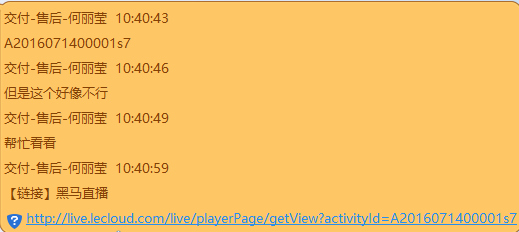 交付-售后-何丽莹 10:40:43
A2016071400001s7
交付-售后-何丽莹 10:40:46
但是这个好像不行
交付-售后-何丽莹 10:40:49
帮忙看看
交付-售后-何丽莹 10:40:59
【链接】黑马直播
http://live.lecloud.com/live/playerPage/getView?activityId=A2016071400001s7